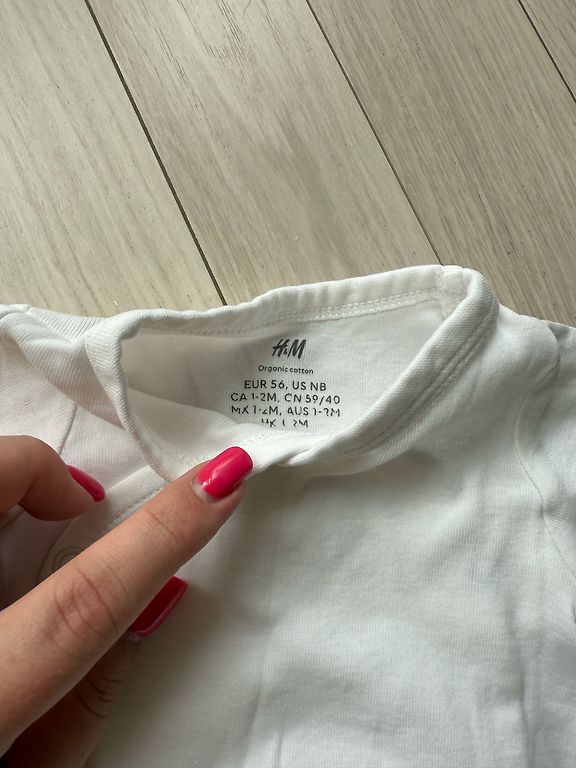 H&M
Organic cotton
EUR 56, US NB
CA 1-2M, CN 59/40
MX 1-2M, AUS 1-2M